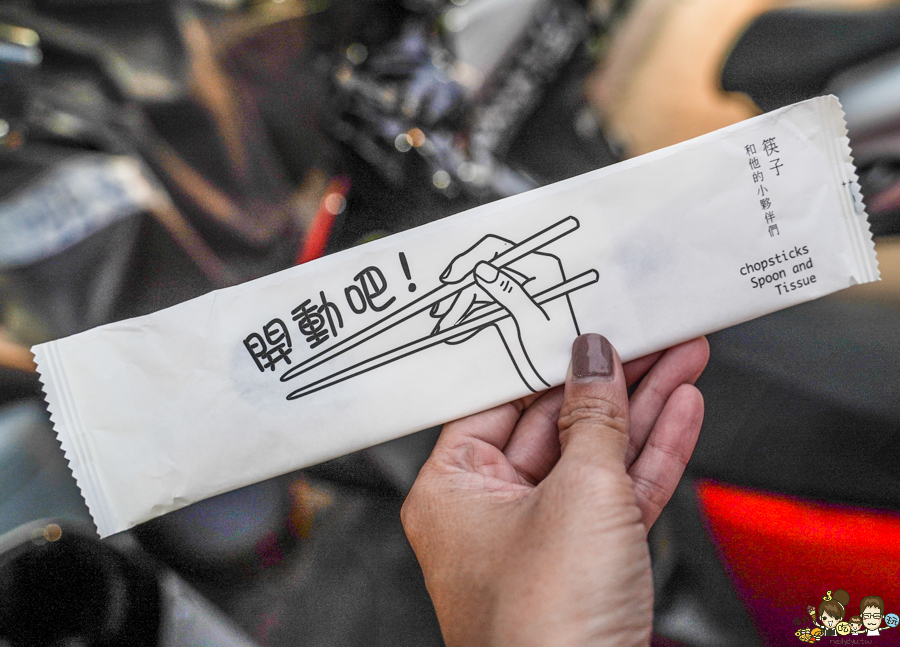 開動吧！
筷子
和他的小夥伴們
chopsticks
Spoon and
Tissue